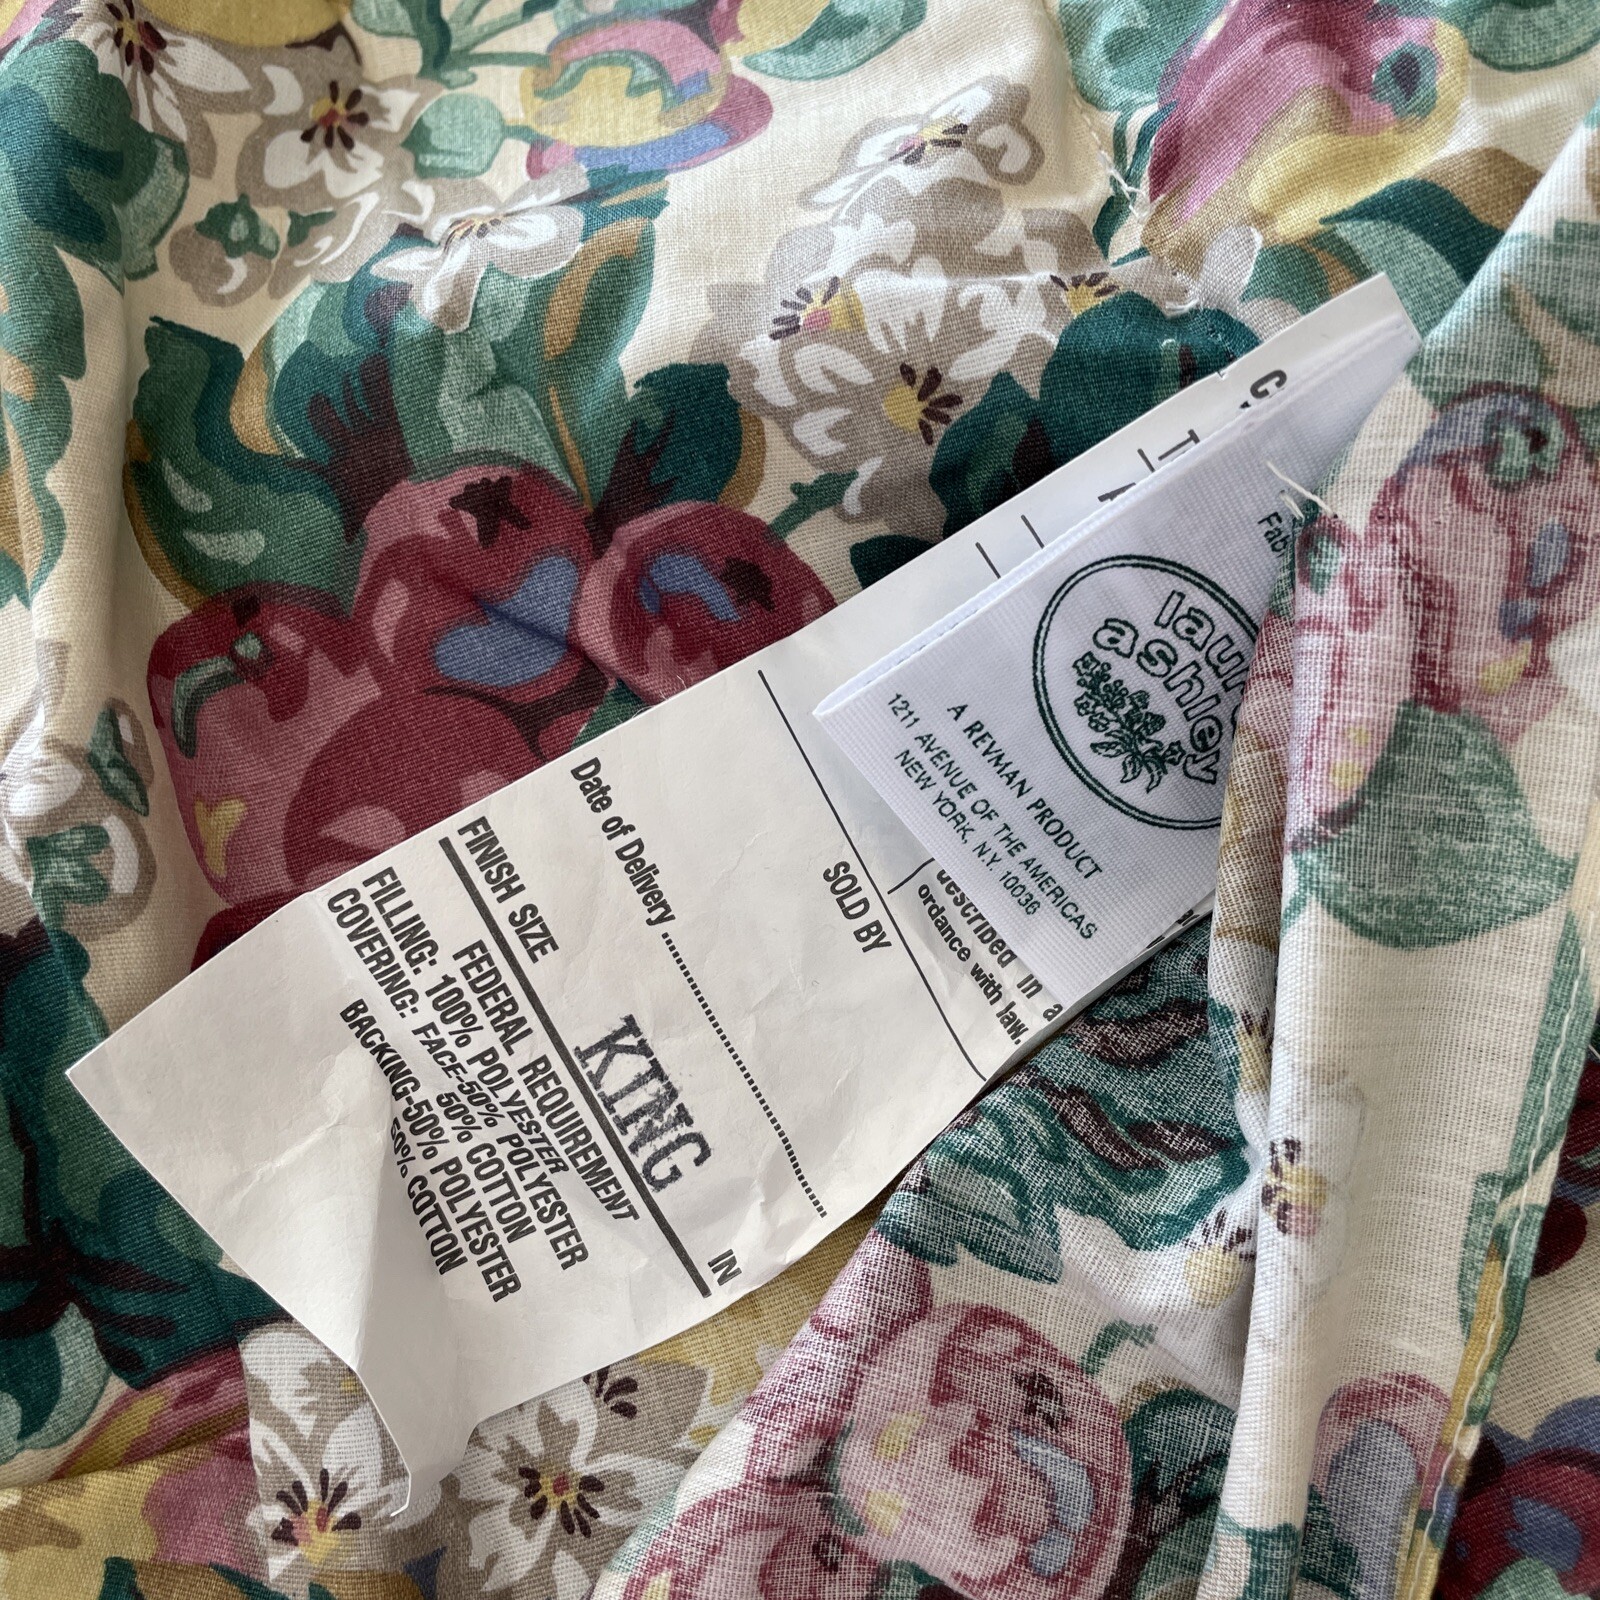 laura
ashley
A REVMAN PRODUCT
1211 AVENUE OF THE AMERICAS
NEW YORK, N.Y. 10036
described in a
ordance with law.
SOLD BY
Date of Delivery
FINISH SIZE KING IN
FEDERAL REQUIREMENT
FILLING: 100% POLYESTER
COVERING: FACE-50% POLYESTER
50% COTTON
BACKING-50% POLYESTER
50% COTTON